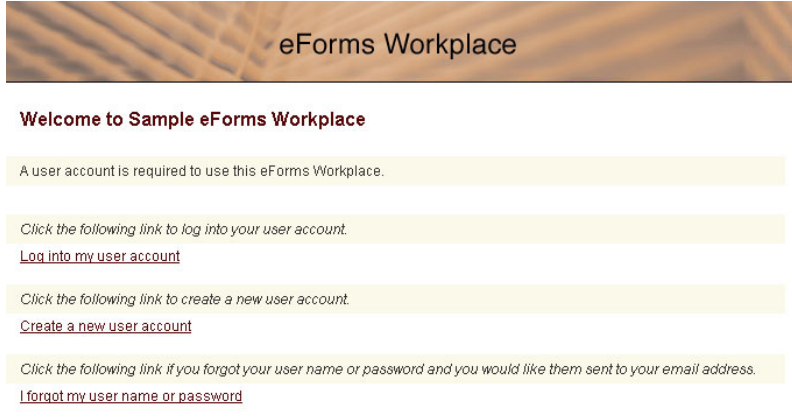 eForms Workplace
Welcome to Sample eForms Workplace
A user account is required to use this eForms Workplace.
Click the following link to log into your user account.
Log into my user account
Click the following link to create a new user account.
Create a new user account
Click the following link if you forgot your user name or password and you would like them sent to your email address.
I forgot my user name or password